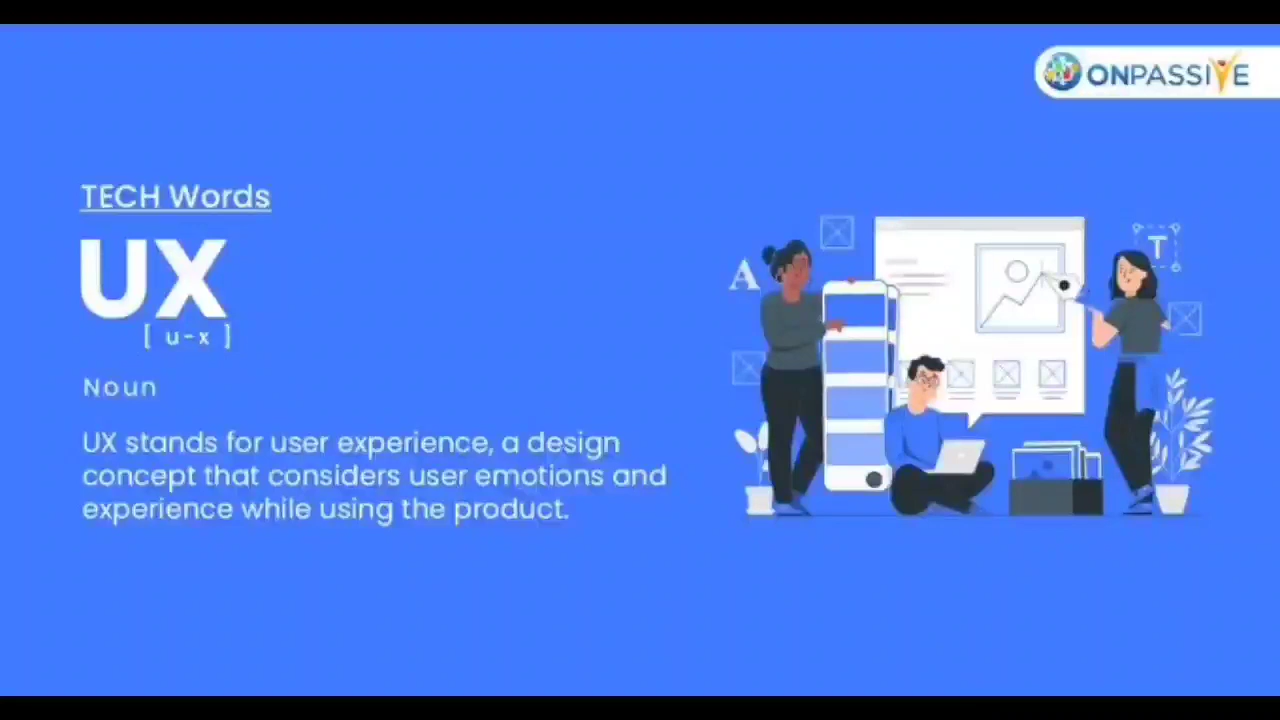 ONPASSIVE
TECH Words
UX
[ u-x ]
Noun
UX stands for user experience, a design
concept that considers user emotions and
experience while using the product.
A
T